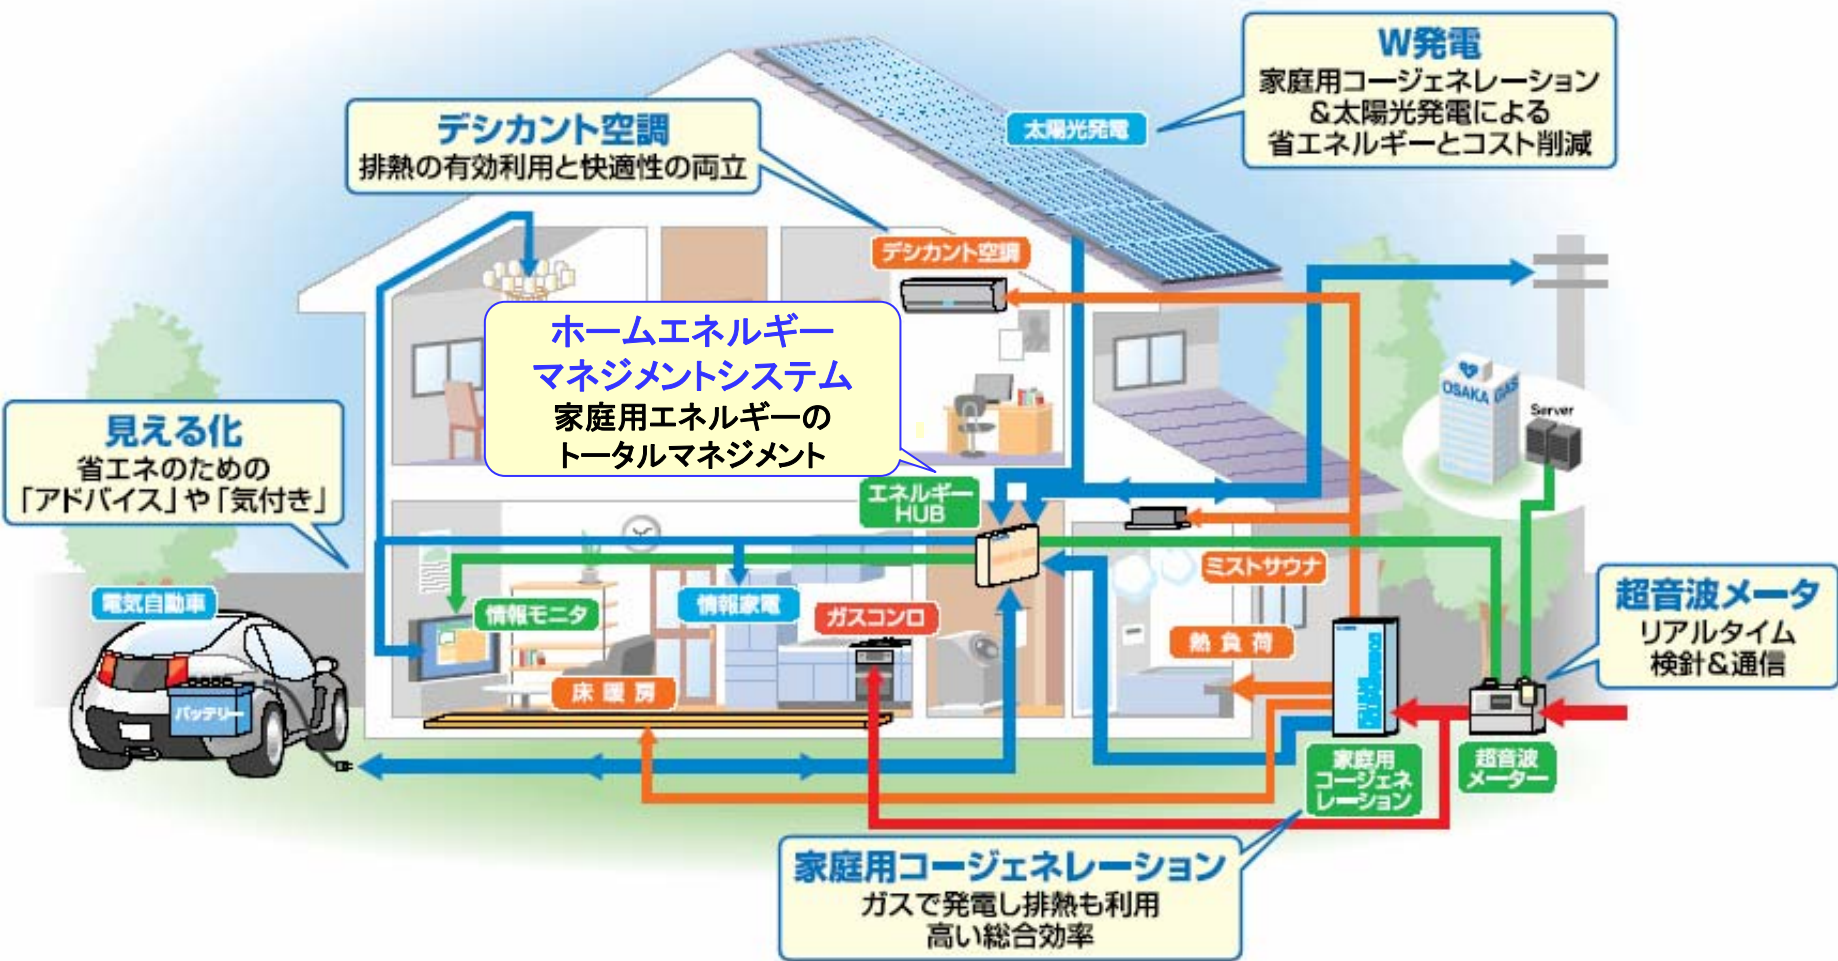 W発電
家庭用コージェネレーション
&太陽光発電による
省エネルギーとコスト削減
デシカント空調
排熱の有効利用と快適性の両立
太陽光発電
デシカント空調
ホームエネルギー
マネジメントシステム
家庭用エネルギーの
トータルマネジメント
OSAKA GAS
Server
見える化
省エネのための
「アドバイス」や「気付き」
エネルギー
HUB
ミストサウナ
電気自動車
情報モニタ
情報家電
ガスコンロ
超音波メータ
リアルタイム
検針&通信
熱負荷
床暖房
バッテリー
家庭用
コージェネ
レーション
超音波
メーター
家庭用コージェネレーション
ガスで発電し排熱も利用
高い総合効率